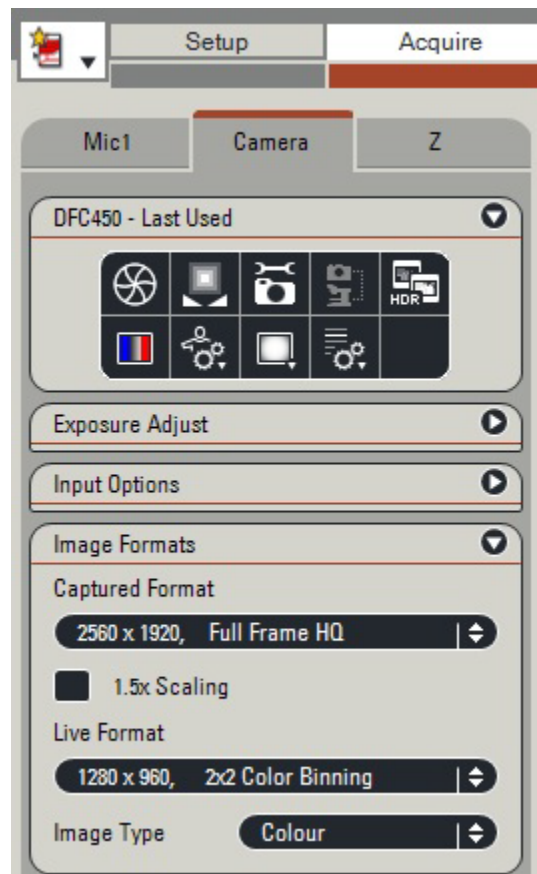 Setup Acquire
Mic1 Camera Z
DFC450 - Last Used
HDR
Exposure Adjust
Input Options
Image Formats
Captured Format
2560 x 1920, Full Frame HQ
1.5x Scaling
Live Format
1280 x 960, 2x2 Color Binning
Image Type Colour